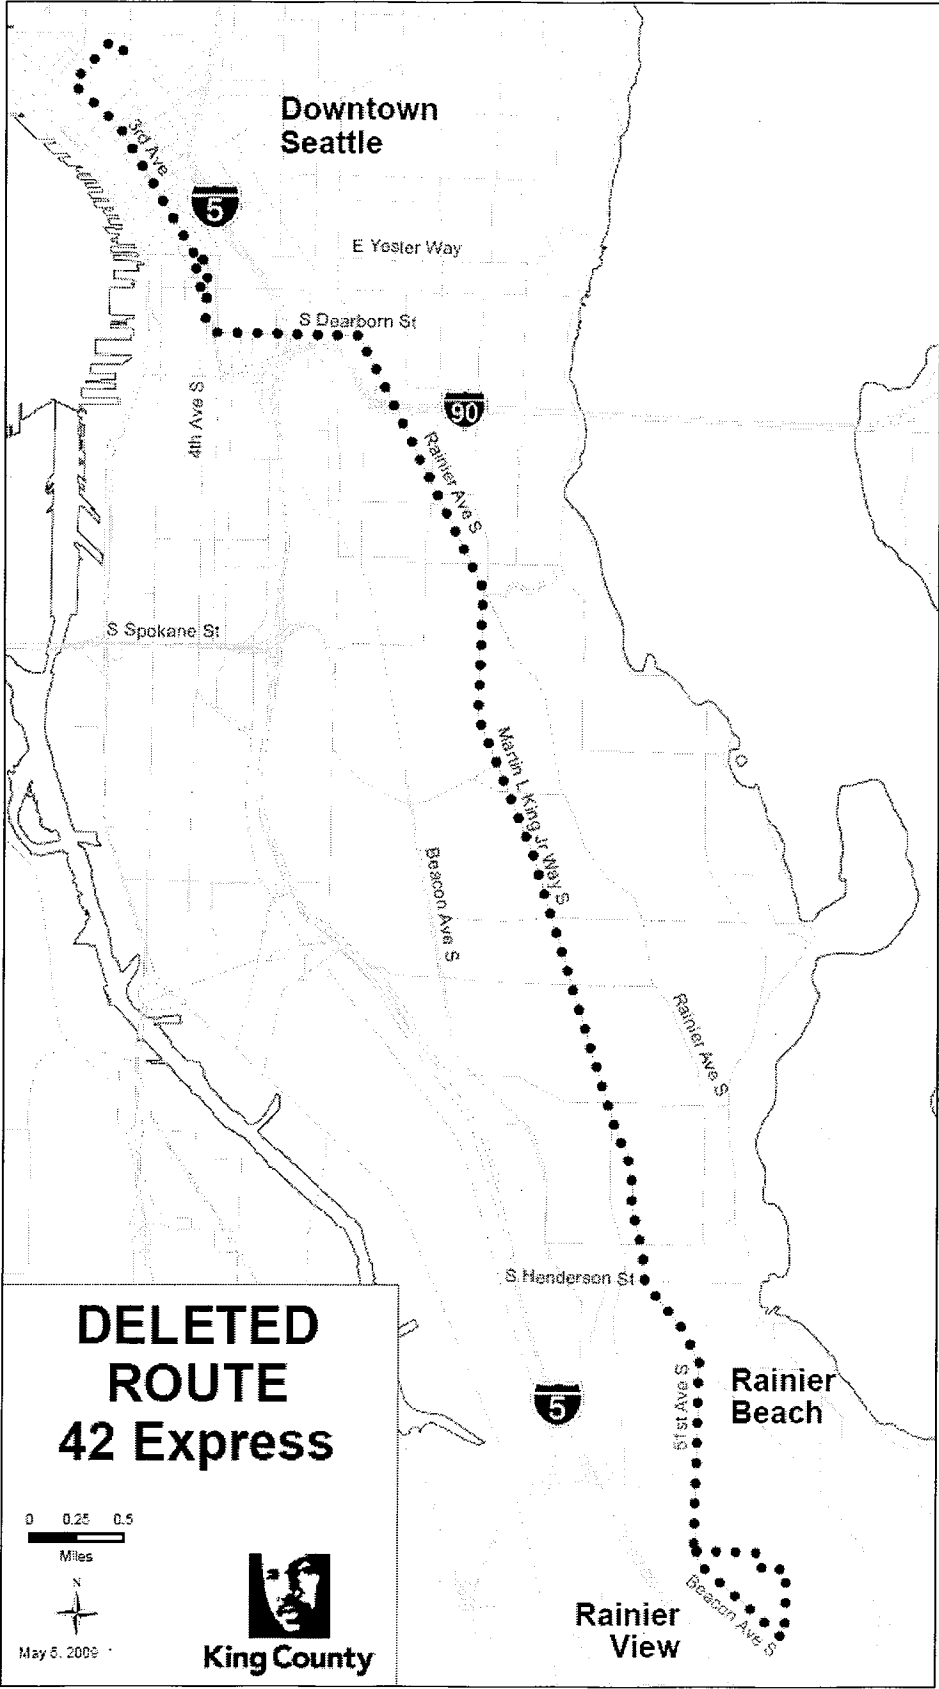 Downtown
Seattle
3rd Ave
5
E Yesler Way
S Dearborn St
4th Ave S
90
Rainier Ave S
S Spokane St
Martin L King Jr Way S
Beacon Ave S
Rainier Ave S
S Henderson St
DELETED
ROUTE
42 Express
5
51st Ave S
Rainier
Beach
0 0.25 0.5
Miles
N
May 5, 2009
King County
Rainier
View
Beacon Ave S